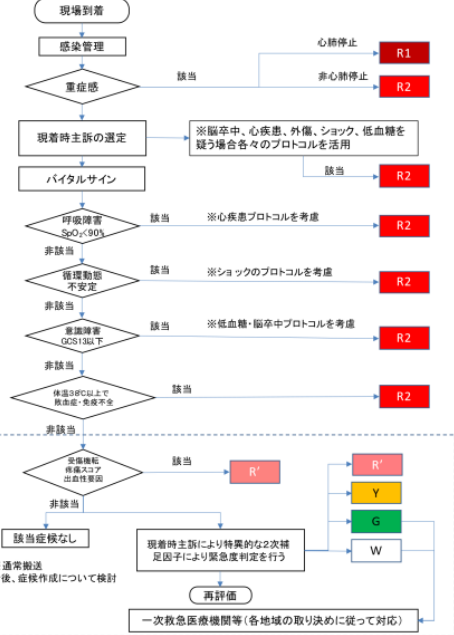 現場到着
感染管理
心肺停止
R1
重症感
該当
非心肺停止
R2
現着時主訴の選定
※脳卒中、心疾患、外傷、ショック、低血糖を
疑う場合各々のプロトコルを活用
該当
R2
バイタルサイン
呼吸障害
SpO₂<90%
該当
※心疾患プロトコルを考慮
R2
非該当
循環動態
不安定
該当
※ショックのプロトコルを考慮
R2
非該当
意識障害
GCS13以下
該当
※低血糖・脳卒中プロトコルを考慮
R2
非該当
体温38℃以上で
敗血症・免疫不全
該当
R2
非該当
受傷機転
疼痛スコア
出血性要因
該当
R′
R′
Y
G
W
非該当
該当症候なし
現着時主訴により特異的な2次補
足因子により緊急度判定を行う
通常搬送
後、症候作成について検討
再評価
一次救急医療機関等(各地域の取り決めに従って対応)